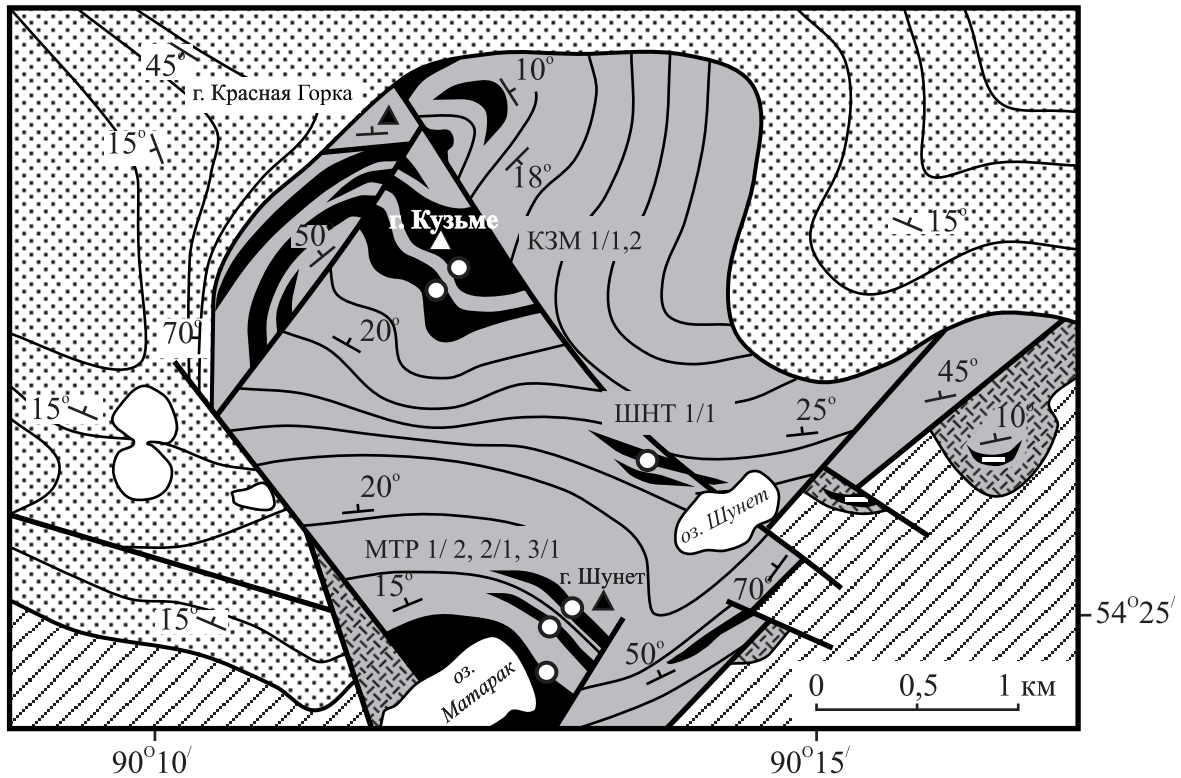 45°
10°
г. Красная Горка
15°
18°
г. Кузьме
15°
50
КЗМ 1/1,2
20°
70°
45°
15°
ШНТ 1/1
25°
10°
20°
оз. Шунет
МТР 1/ 2, 2/1, 3/1
г. Шунет
15°
70°
15°
54°25′
50°
оз.
Матарак
0 0,5 1 км
90°10′
90°15′